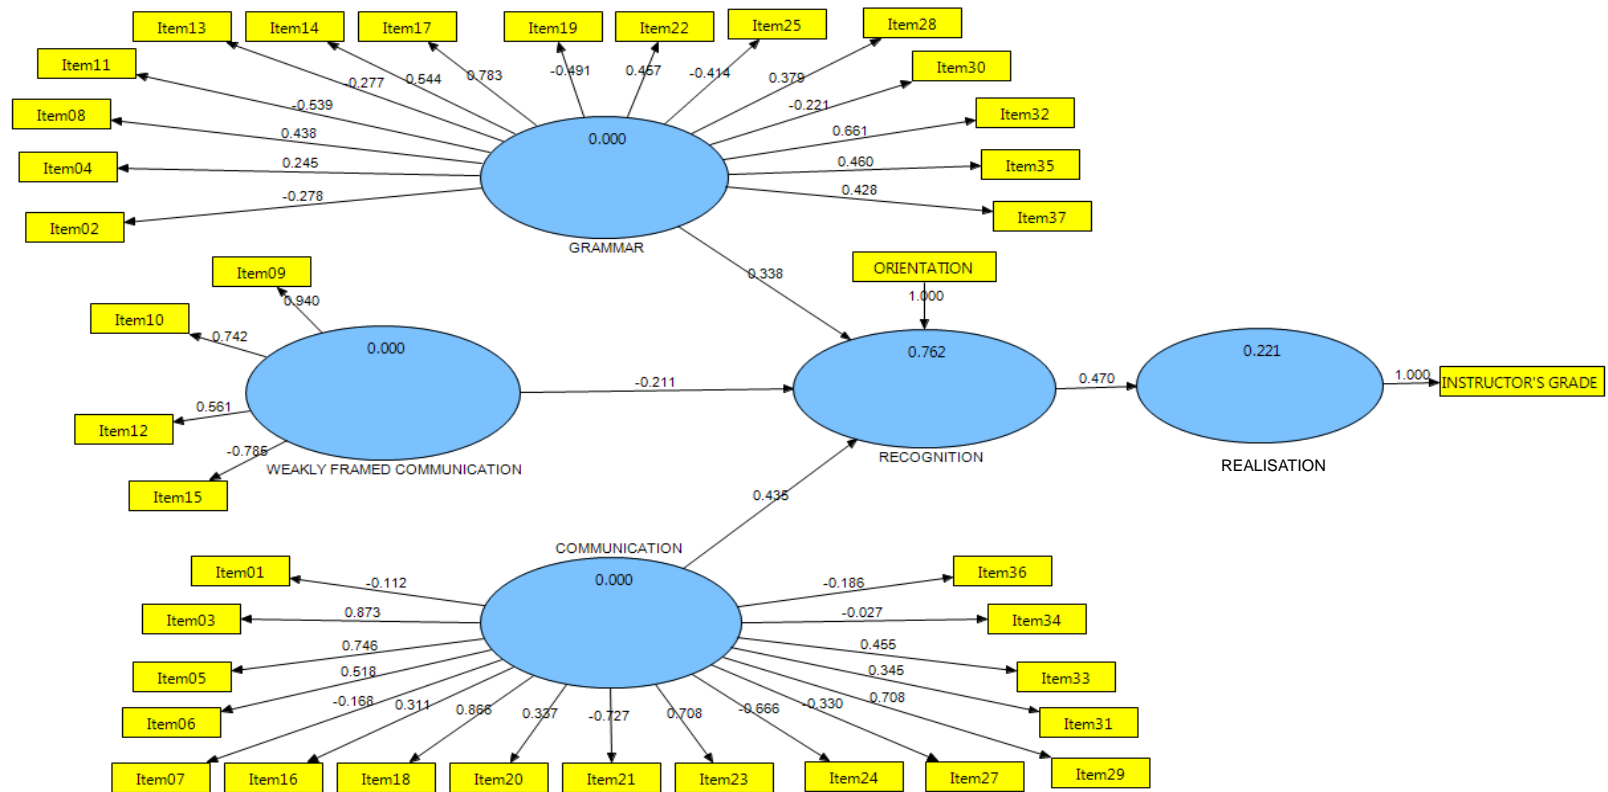 Item13
Item14
Item17
Item19
Item22
Item25
Item28
Item11
Item30
Item08
Item32
Item04
Item35
Item02
Item37
-0.277
0.544
0.783
-0.491
0.457
-0.414
0.379
-0.539
-0.221
0.438
0.661
0.245
0.460
-0.278
0.428
0.000
GRAMMAR
0.338
Item09
0.940
Item10
0.742
Item12
0.561
Item15
-0.785
0.000
WEAKLY FRAMED COMMUNICATION
-0.211
ORIENTATION
1.000
0.762
RECOGNITION
0.470
0.221
REALISATION
1.000
INSTRUCTOR'S GRADE
0.435
COMMUNICATION
0.000
Item01
-0.112
Item03
0.873
Item05
0.746
Item06
0.518
Item07
-0.168
Item16
0.311
Item18
0.866
Item20
0.337
Item21
-0.727
Item23
0.708
Item24
-0.666
Item27
-0.330
Item29
0.708
Item31
0.345
Item33
0.455
Item34
-0.027
Item36
-0.186